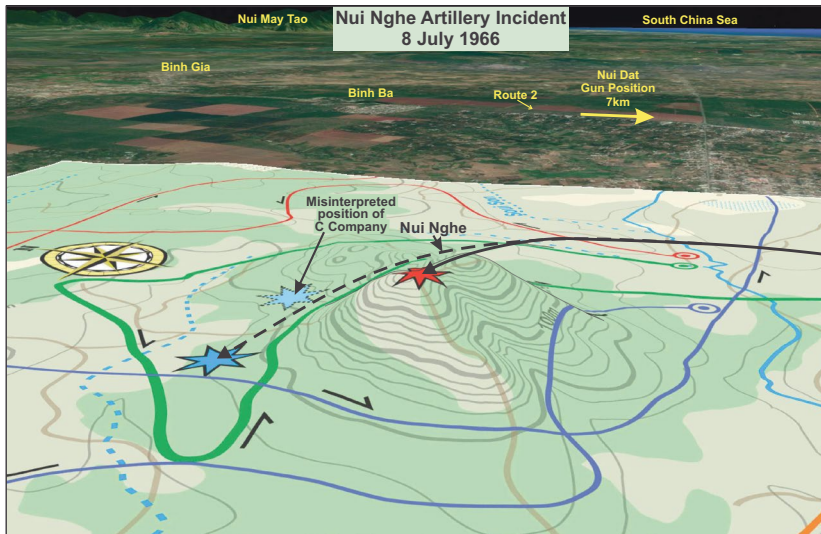 Nui Nghe Artillery Incident
8 July 1966
Nui May Tao
South China Sea
Binh Gia
Binh Ba
Route 2
Nui Dat
Gun Position
7km
Misinterpreted
position of
C Company
Nui Nghe
100m